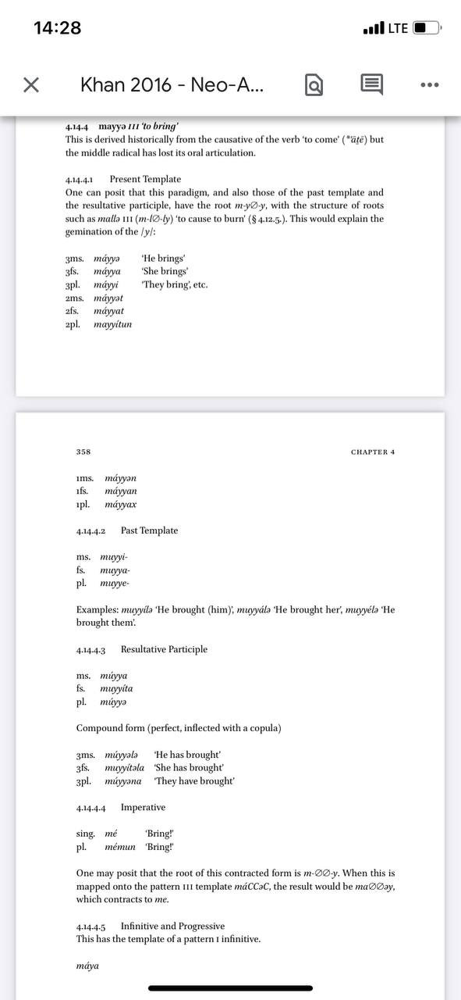 14:28
LTE
Khan 2016 - Neo-A...
4.14.4 mayyə III ‘to bring’
This is derived historically from the causative of the verb ‘to come’ (*ʾāṯē) but
the middle radical has lost its oral articulation.
4.14.4.1 Present Template
One can posit that this paradigm, and also those of the past template and
the resultative participle, have the root m-yØ-y, with the structure of roots
such as mallə III (m-lØ-ly) ‘to cause to burn’ (§ 4.12.5.). This would explain the
gemination of the /y/:
3ms. máyyə ‘He brings’
3fs. máyya ‘She brings’
3pl. máyyi ‘They bring’, etc.
2ms. máyyət
2fs. máyyat
2pl. mayyítun
358 CHAPTER 4
1ms. máyyən
1fs. máyyan
1pl. máyyax
4.14.4.2 Past Template
ms. muyyi-
fs. muyya-
pl. muyye-
Examples: muyyílə ‘He brought (him)’, muyyálə ‘He brought her’, muyyélə ‘He
brought them’.
4.14.4.3 Resultative Participle
ms. múyya
fs. muyyíta
pl. múyyə
Compound form (perfect, inflected with a copula)
3ms. múyyələ ‘He has brought’
3fs. muyyítəla ‘She has brought’
3pl. múyyəna ‘They have brought’
4.14.4.4 Imperative
sing. mé ‘Bring!’
pl. mémun ‘Bring!’
One may posit that the root of this contracted form is m-ØØ-y. When this is
mapped onto the pattern III template máCCəC, the result would be maØØəy,
which contracts to me.
4.14.4.5 Infinitive and Progressive
This has the template of a pattern I infinitive.
máya